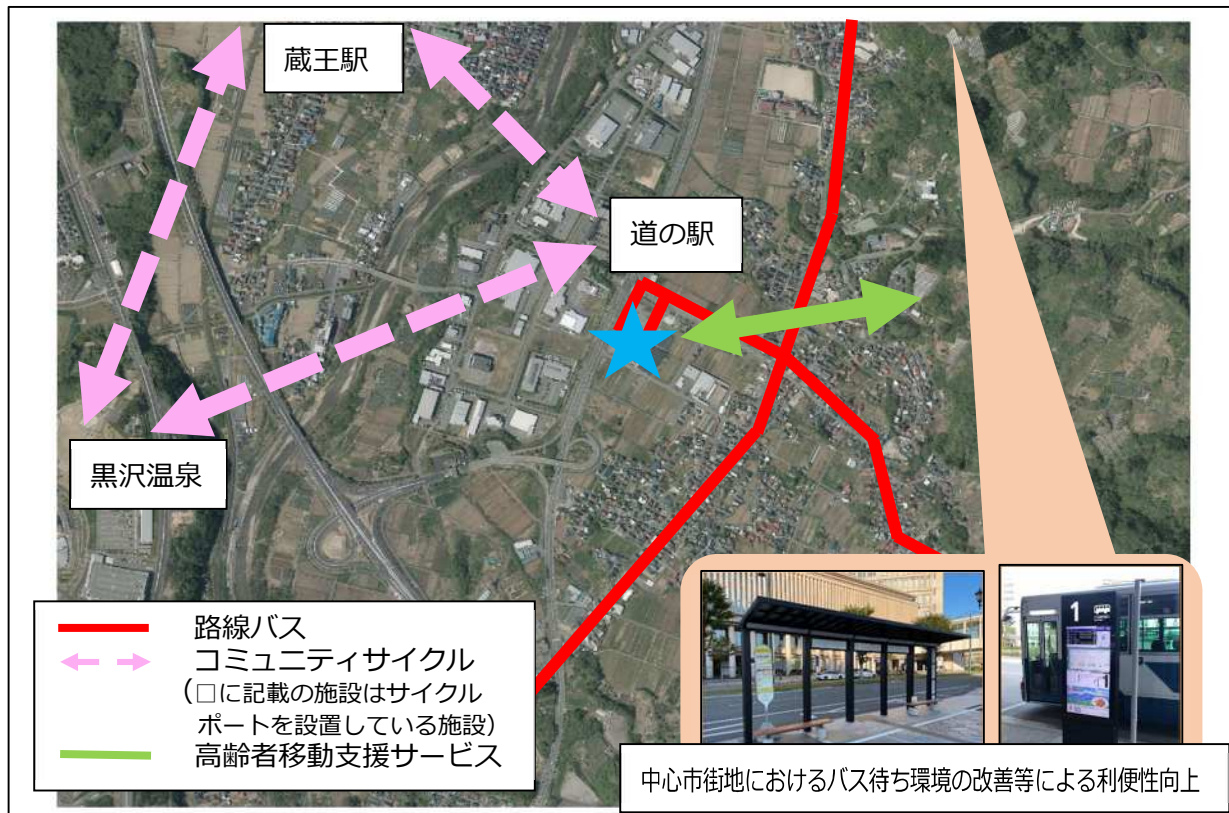 蔵王駅
道の駅
黒沢温泉
路線バス
コミュニティサイクル
(□に記載の施設はサイクル
ポートを設置している施設)
高齢者移動支援サービス
1
中心市街地におけるバス待ち環境の改善等による利便性向上